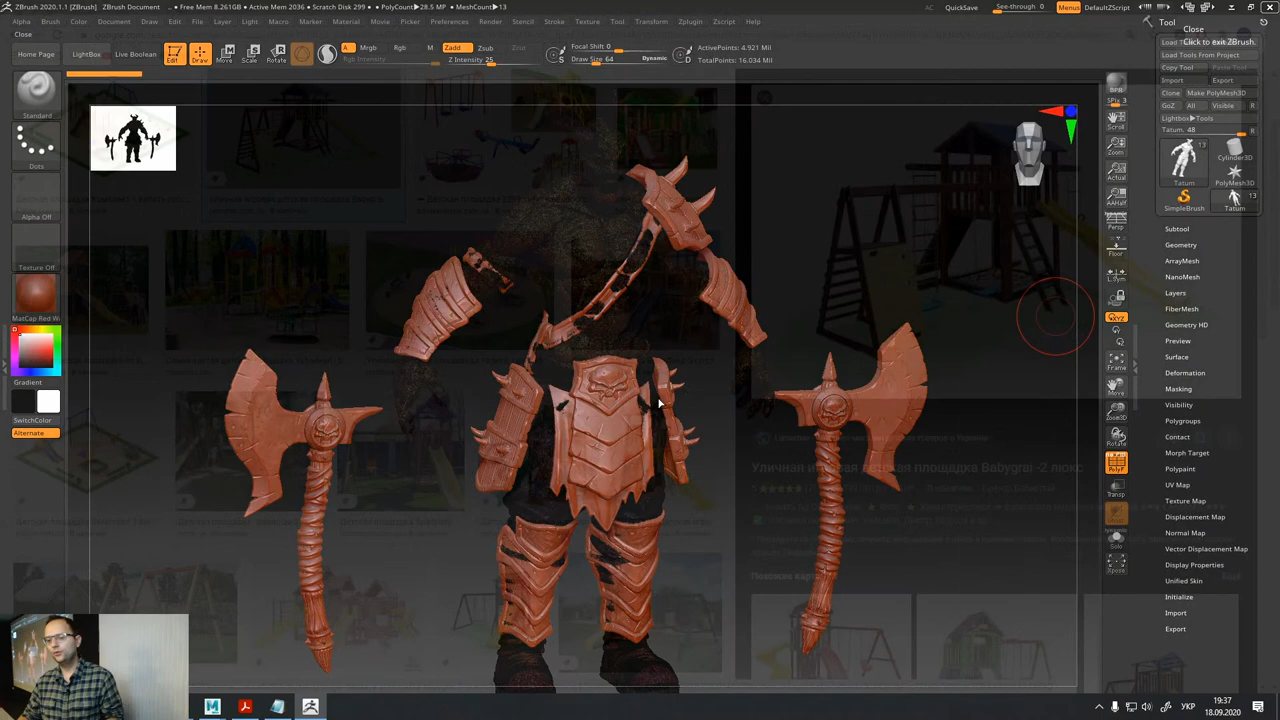 ZBrush 2020.1.1 [ZBrush] ZBrush Document .. • Free Mem 8.261GB • Active Mem 2036 • Scratch Disk 299 • PolyCount▶28.5 MP • MeshCount▶13
AC QuickSave See-through 0 Menus DefaultZScript
Alpha Brush Color Document Draw Edit File Layer Light Macro Marker Material Movie Picker Preferences Render Stencil Stroke Texture Tool Transform Zplugin Zscript Help
Close
Home Page LightBox Live Boolean Edit Draw Move Scale Rotate
A Mrgb Rgb M Zadd Zsub
Rgb Intensity Z Intensity 25
Focal Shift 0
Draw Size 64 Dynamic
S D
ActivePoints: 4.921 Mil
TotalPoints: 16.034 Mil
Standard
Dots
Alpha Off
Texture Off
MatCap Red W
Gradient
SwitchColor
Alternate
BPR
SPix 3
Scroll
Zoom
Actual
AAHalf
Persp
Floor
L.Sym
XYZ
Frame
Move
Zoom3D
Rotate
PolyF
Transp
Solo
Xpose
Tool
Close
Click to exit ZBrush.
Load Tools From Project
Copy Tool Paste Tool
Import Export
Clone Make PolyMesh3D
GoZ All Visible R
Lightbox▶Tools
Tatum. 48 R
13
Tatum Cylinder3D
PolyMesh3D
SimpleBrush Tatum 13
Subtool
Geometry
ArrayMesh
NanoMesh
Layers
FiberMesh
Geometry HD
Preview
Surface
Deformation
Masking
Visibility
Polygroups
Contact
Morph Target
Polypaint
UV Map
Texture Map
Displacement Map
Normal Map
Vector Displacement Map
Display Properties
Unified Skin
Initialize
Import
Export
Уличная игровая детская площадка Babygrai -2 люкс
Похожие карта
УКР
19:37
18.09.2020